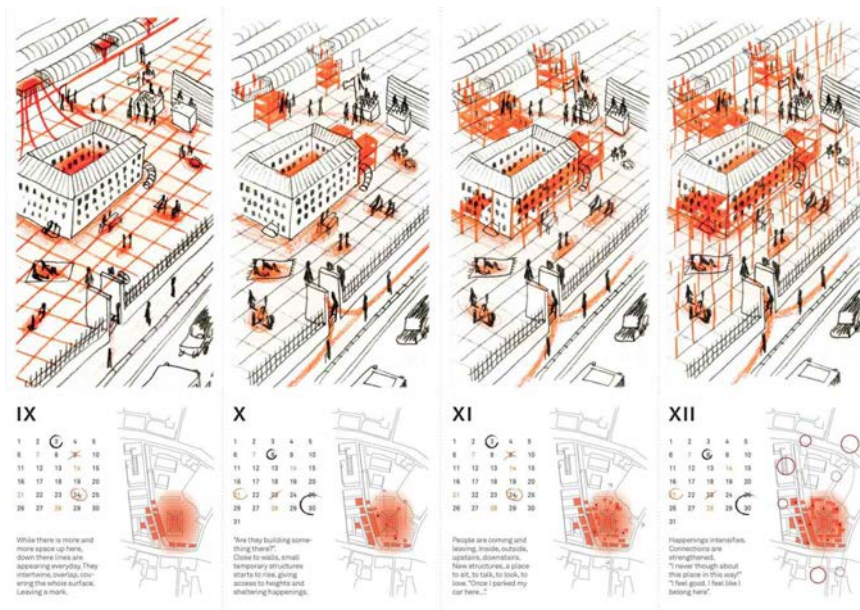 IX
1 2 3 4 5
6 7 8 9 10
11 12 13 14 15
16 17 18 19 20
21 22 23 24 25
26 27 28 29 30
While there is more and
more space up here,
down there lines are
appearing everyday. They
intertwine, overlap, cov-
ering the whole surface.
Leaving a mark.
X
1 2 3 4 5
6 7 8 9 10
11 12 13 14 15
16 17 18 19 20
21 22 23 24 25
26 27 28 29 30
31
"Are they building some-
thing there?".
Close to walls, small
temporary structures
starts to rise, giving
access to heights and
sheltering happenings.
XI
1 2 3 4 5
6 7 8 9 10
11 12 13 14 15
16 17 18 19 20
21 22 23 24 25
26 27 28 29 30
People are coming and
leaving, inside, outside,
upstairs, downstairs.
New structures, a place
to sit, to talk, to look, to
love. "Once I parked my
car here...".
XII
1 2 3 4 5
6 7 8 9 10
11 12 13 14 15
16 17 18 19 20
21 22 23 24 25
26 27 28 29 30
31
Happenings intensifies.
Connections are
strengthened.
"I never though about
this place in this way!"
"I feel good, I feel like I
belong here".